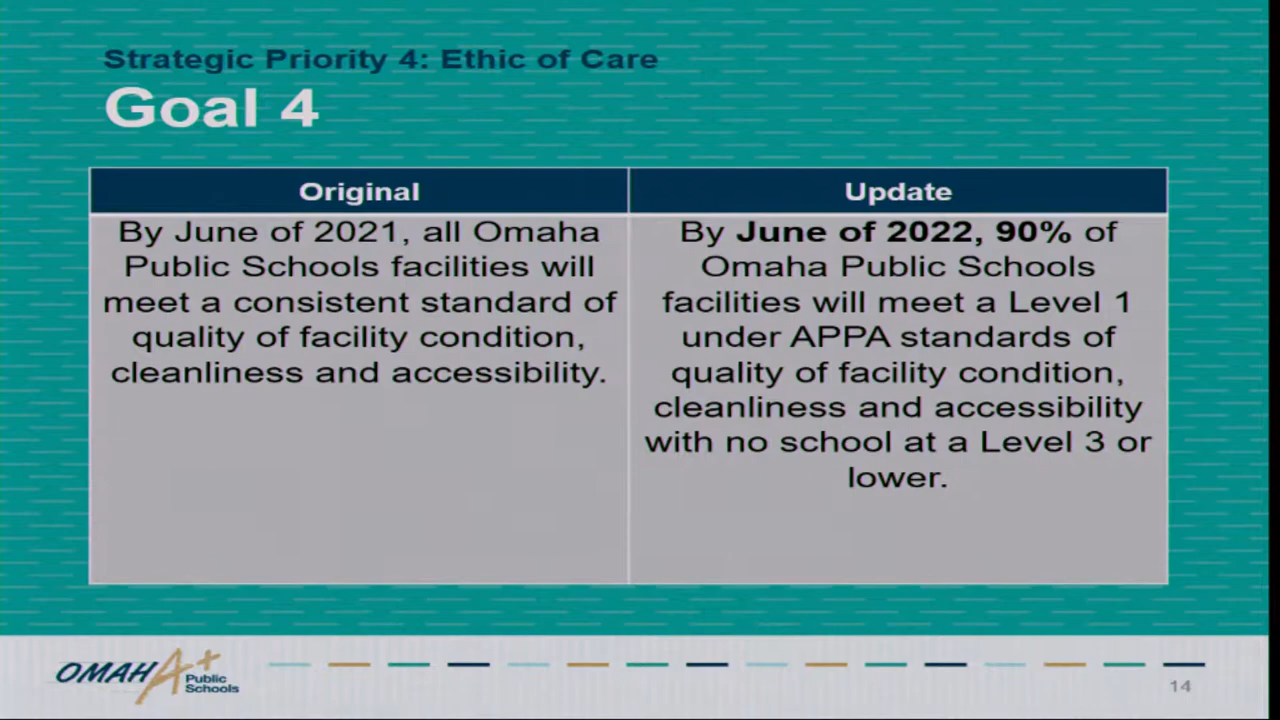 Strategic Priority 4: Ethic of Care
Goal 4
Original
By June of 2021, all Omaha
Public Schools facilities will
meet a consistent standard of
quality of facility condition,
cleanliness and accessibility.
Update
By June of 2022, 90% of
Omaha Public Schools
facilities will meet a Level 1
under APPA standards of
quality of facility condition,
cleanliness and accessibility
with no school at a Level 3 or
lower.
OMAHA+
Public
Schools
14